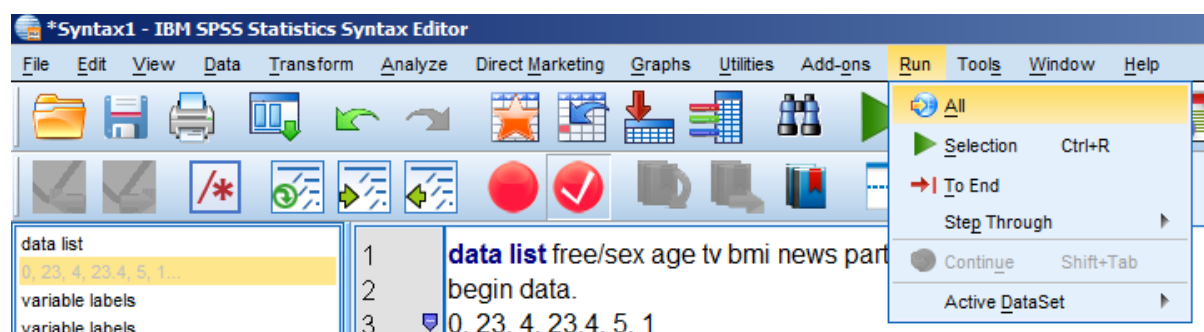 *Syntax1 - IBM SPSS Statistics Syntax Editor
File Edit View Data Transform Analyze Direct Marketing Graphs Utilities Add-ons Run Tools Window Help
All
Selection Ctrl+R
To End
Step Through
Continue Shift+Tab
Active DataSet
/*
data list
0, 23, 4, 23.4, 5, 1...
variable labels
variable labels
1 data list free/sex age tv bmi news part
2 begin data.
3 0, 23, 4, 23.4, 5, 1